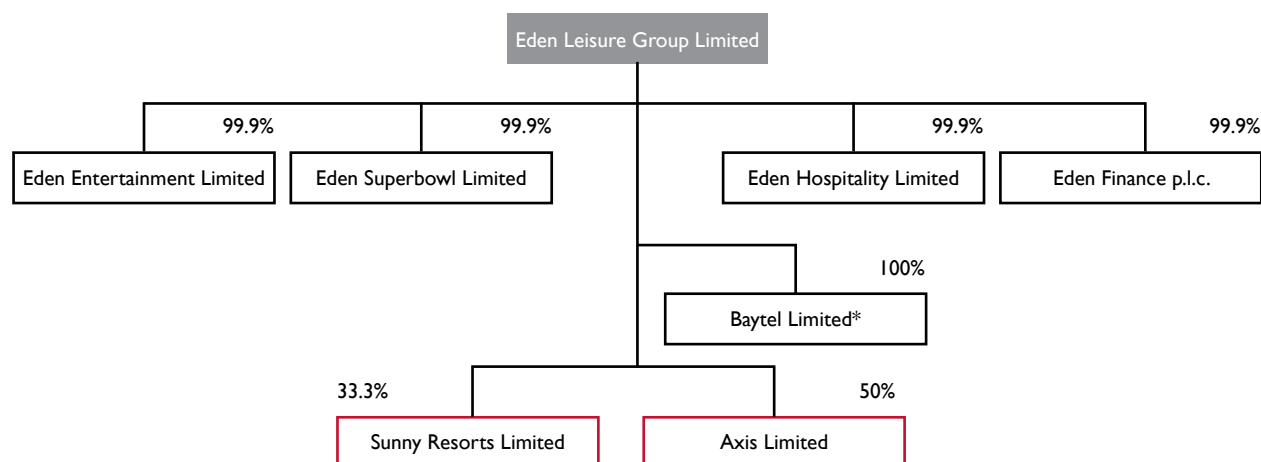 Eden Leisure Group Limited
99.9%
99.9%
99.9%
99.9%
Eden Entertainment Limited
Eden Superbowl Limited
Eden Hospitality Limited
Eden Finance p.l.c.
100%
Baytel Limited*
33.3%
50%
Sunny Resorts Limited
Axis Limited